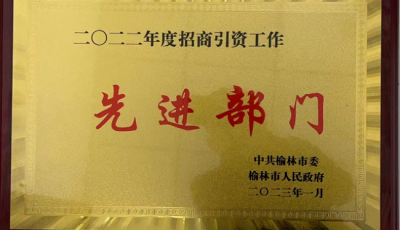 二〇二二年度招商引资工作
先进部门
中共榆林市委
榆林市人民政府
二〇二三年一月